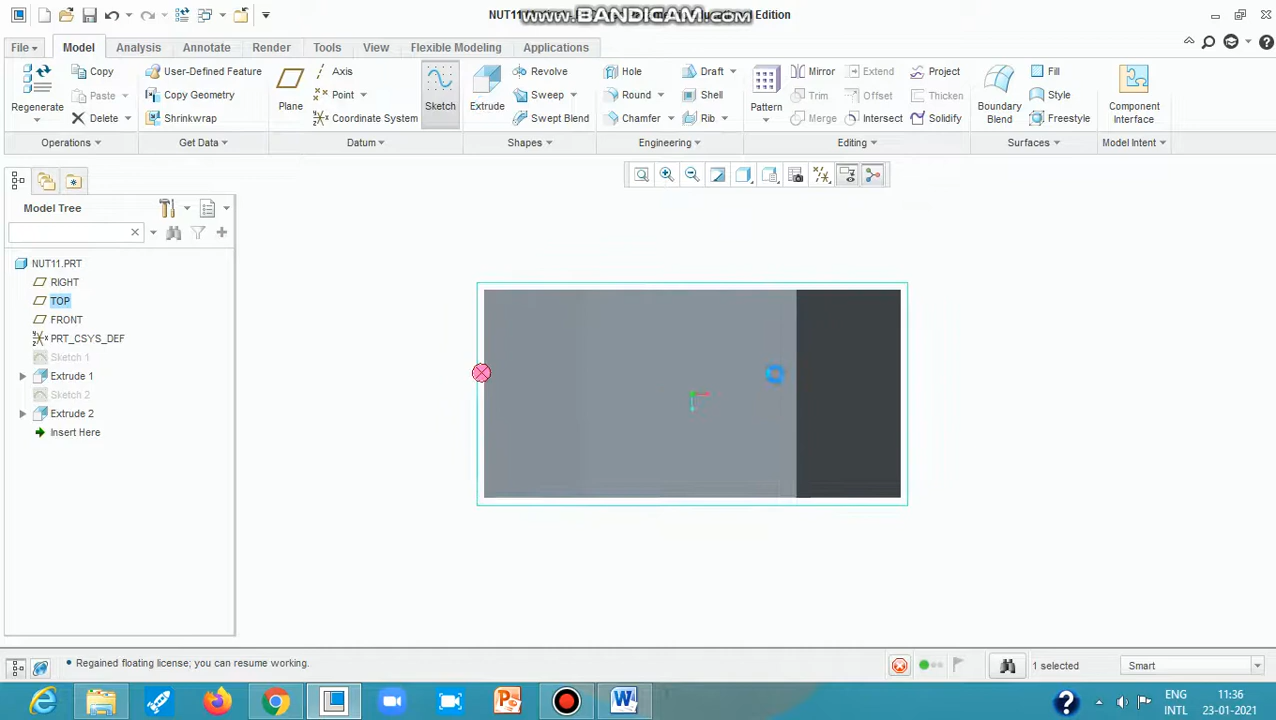 NUT11
www.BANDICAM.com
Edition
File
Model
Analysis
Annotate
Render
Tools
View
Flexible Modeling
Applications
Regenerate
Copy
Paste
Delete
Operations
User-Defined Feature
Copy Geometry
Shrinkwrap
Get Data
Plane
Axis
Point
Coordinate System
Datum
Sketch
Extrude
Revolve
Sweep
Swept Blend
Shapes
Hole
Round
Chamfer
Draft
Shell
Rib
Engineering
Pattern
Mirror
Trim
Merge
Extend
Offset
Intersect
Project
Thicken
Solidify
Editing
Boundary
Blend
Fill
Style
Freestyle
Surfaces
Component
Interface
Model Intent
Model Tree
NUT11.PRT
RIGHT
TOP
FRONT
PRT_CSYS_DEF
Sketch 1
Extrude 1
Sketch 2
Extrude 2
Insert Here
• Regained floating license; you can resume working.
1 selected
Smart
ENG
INTL
11:36
23-01-2021